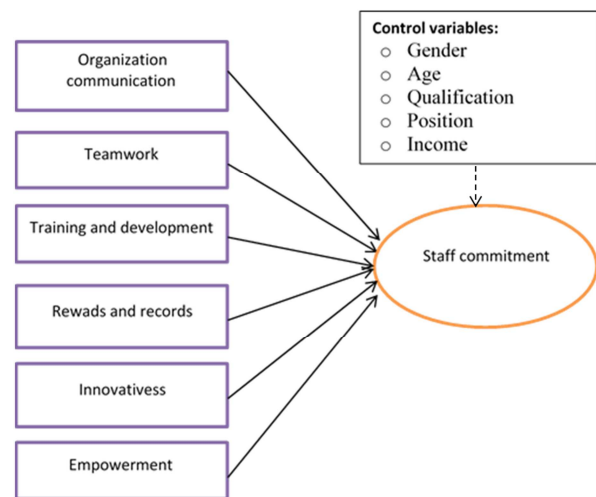 Organization
communication
Teamwork
Training and development
Rewads and records
Innovativess
Empowerment
Control variables:
Gender
Age
Qualification
Position
Income
Staff commitment